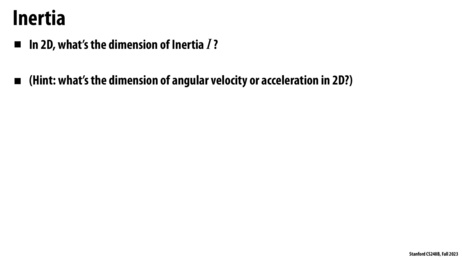 Inertia
In 2D, what's the dimension of Inertia I ?
(Hint: what's the dimension of angular velocity or acceleration in 2D?)
Stanford CS248B, Fall 2023